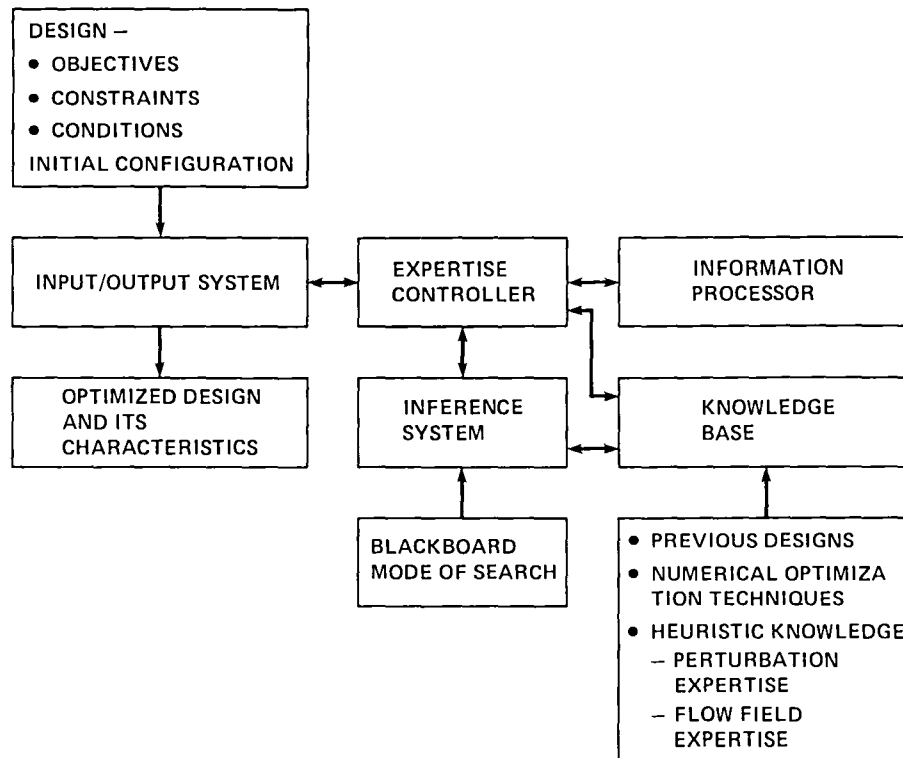 DESIGN —
• OBJECTIVES
• CONSTRAINTS
• CONDITIONS
INITIAL CONFIGURATION
INPUT/OUTPUT SYSTEM
EXPERTISE
CONTROLLER
INFORMATION
PROCESSOR
OPTIMIZED DESIGN
AND ITS
CHARACTERISTICS
INFERENCE
SYSTEM
KNOWLEDGE
BASE
BLACKBOARD
MODE OF SEARCH
• PREVIOUS DESIGNS
• NUMERICAL OPTIMIZA
TION TECHNIQUES
• HEURISTIC KNOWLEDGE
— PERTURBATION
EXPERTISE
— FLOW FIELD
EXPERTISE